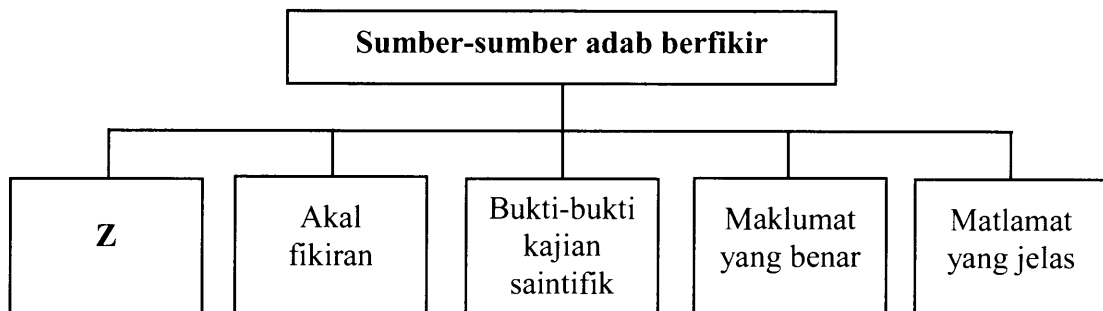 Sumber-sumber adab berfikir
Z
Akal
fikiran
Bukti-bukti
kajian
saintifik
Maklumat
yang benar
Matlamat
yang jelas